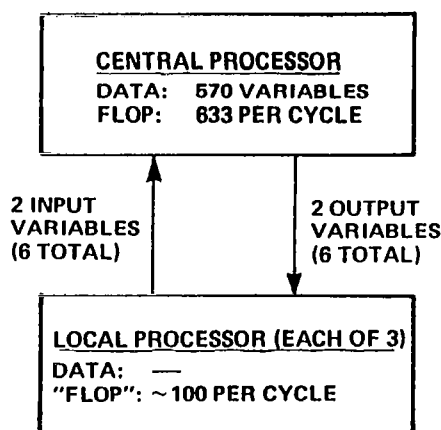 CENTRAL PROCESSOR
DATA: 570 VARIABLES
FLOP: 633 PER CYCLE
2 INPUT
VARIABLES
(6 TOTAL)
2 OUTPUT
VARIABLES
(6 TOTAL)
LOCAL PROCESSOR (EACH OF 3)
DATA: —
"FLOP": ~100 PER CYCLE